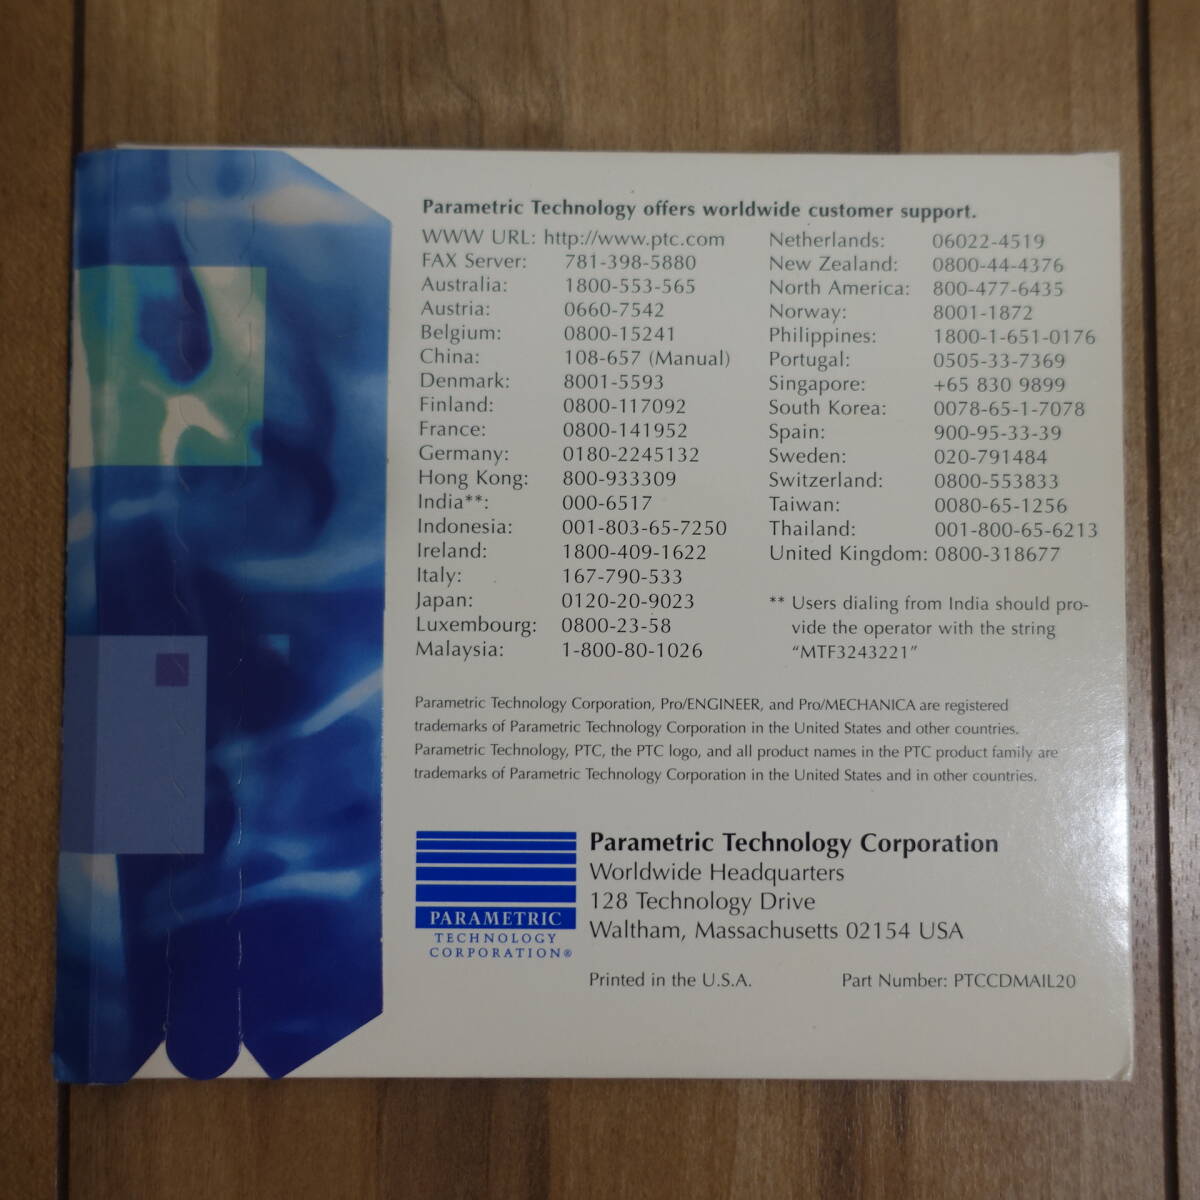 Parametric Technology offers worldwide customer support.
WWW URL: http://www.ptc.com
FAX Server: 781-398-5880
Australia: 1800-553-565
Austria: 0660-7542
Belgium: 0800-15241
China: 108-657 (Manual)
Denmark: 8001-5593
Finland: 0800-117092
France: 0800-141952
Germany: 0180-2245132
Hong Kong: 800-933309
India**: 000-6517
Indonesia: 001-803-65-7250
Ireland: 1800-409-1622
Italy: 167-790-533
Japan: 0120-20-9023
Luxembourg: 0800-23-58
Malaysia: 1-800-80-1026
Netherlands: 06022-4519
New Zealand: 0800-44-4376
North America: 800-477-6435
Norway: 8001-1872
Philippines: 1800-1-651-0176
Portugal: 0505-33-7369
Singapore: +65 830 9899
South Korea: 0078-65-1-7078
Spain: 900-95-33-39
Sweden: 020-791484
Switzerland: 0800-553833
Taiwan: 0080-65-1256
Thailand: 001-800-65-6213
United Kingdom: 0800-318677
** Users dialing from India should pro-
vide the operator with the string
“MTF3243221”
Parametric Technology Corporation, Pro/ENGINEER, and Pro/MECHANICA are registered
trademarks of Parametric Technology Corporation in the United States and other countries.
Parametric Technology, PTC, the PTC logo, and all product names in the PTC product family are
trademarks of Parametric Technology Corporation in the United States and in other countries.
PARAMETRIC
TECHNOLOGY
CORPORATION®
Parametric Technology Corporation
Worldwide Headquarters
128 Technology Drive
Waltham, Massachusetts 02154 USA
Printed in the U.S.A.
Part Number: PTCCDMAIL20